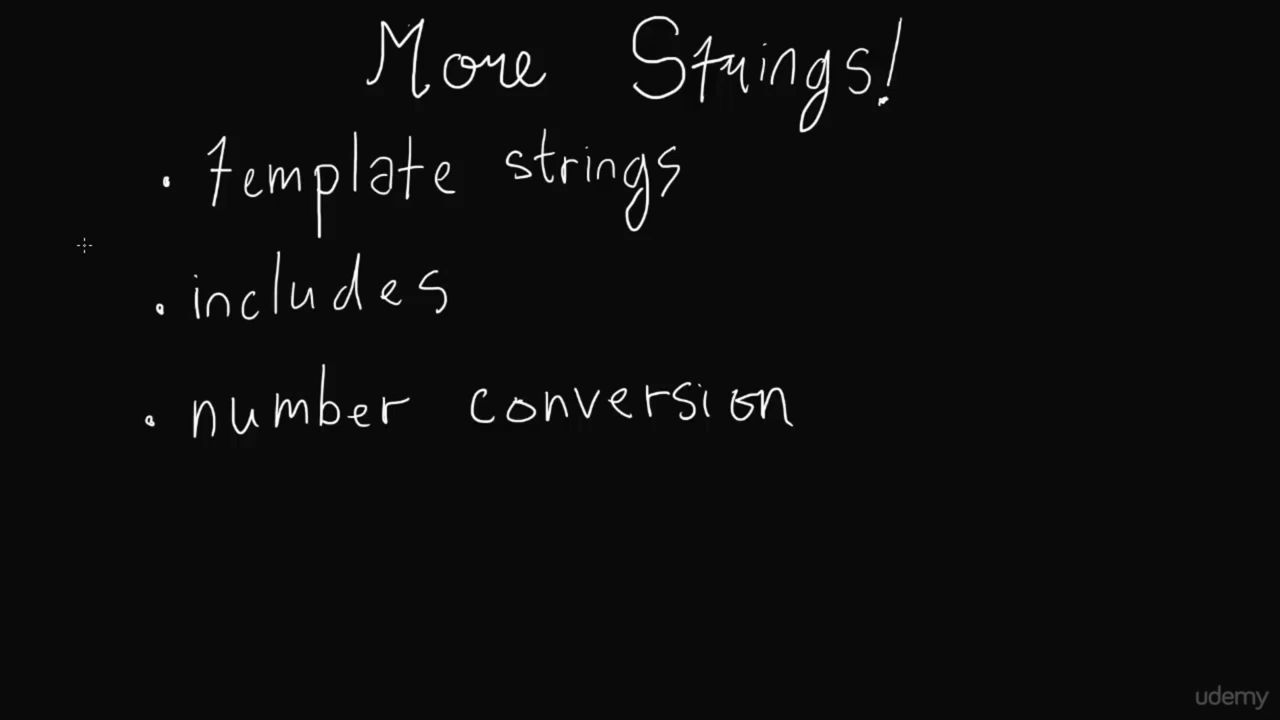 More Strings!
• template strings
• includes
• number conversion
udemy